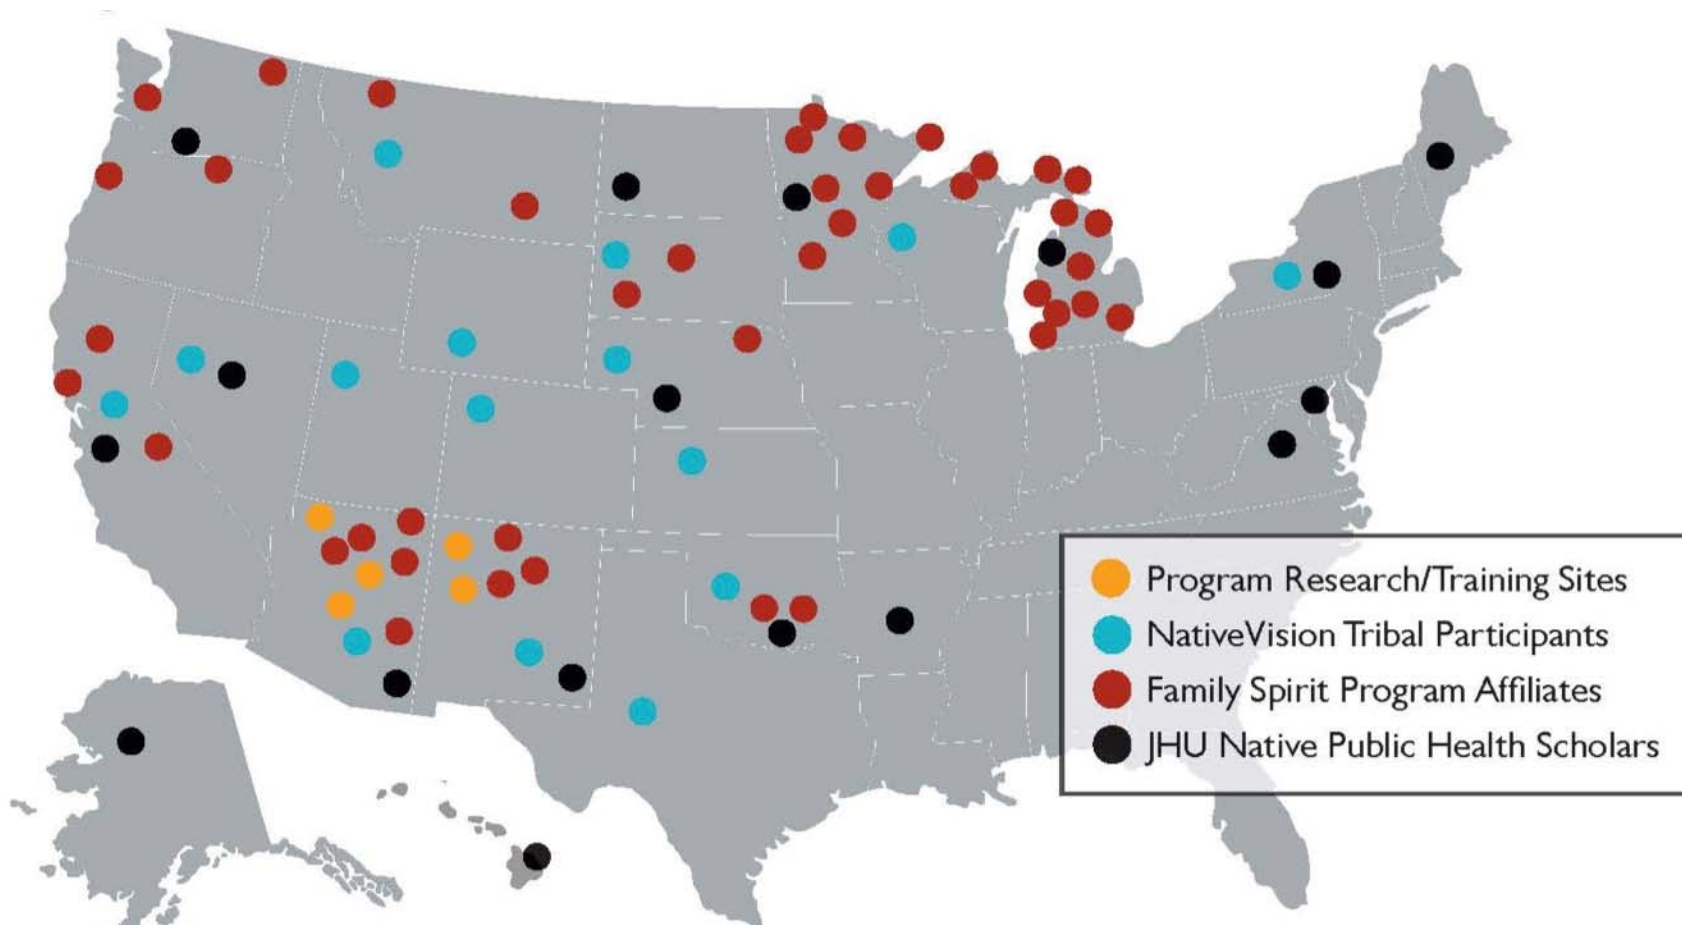 Program Research/Training Sites
NativeVision Tribal Participants
Family Spirit Program Affiliates
JHU Native Public Health Scholars